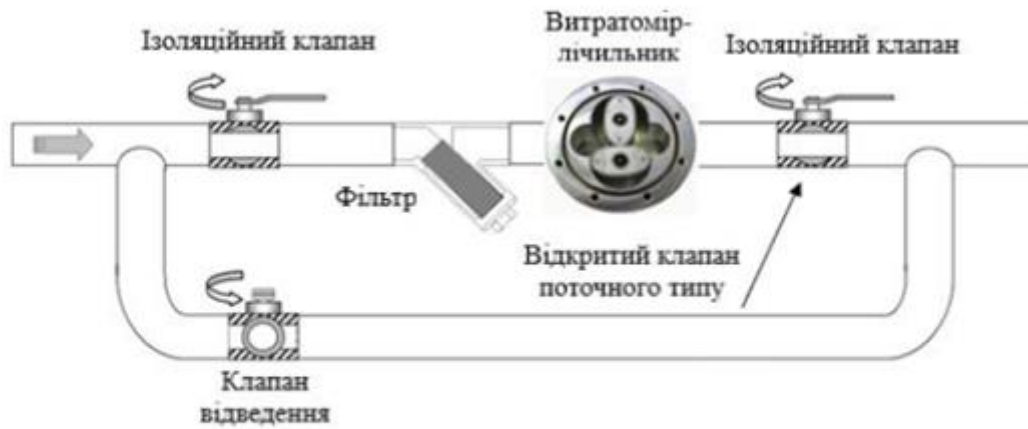 Ізоляційний клапан
Витратомір-
лічильник
Ізоляційний клапан
Фільтр
Відкритий клапан
поточного типу
Клапан
відведення